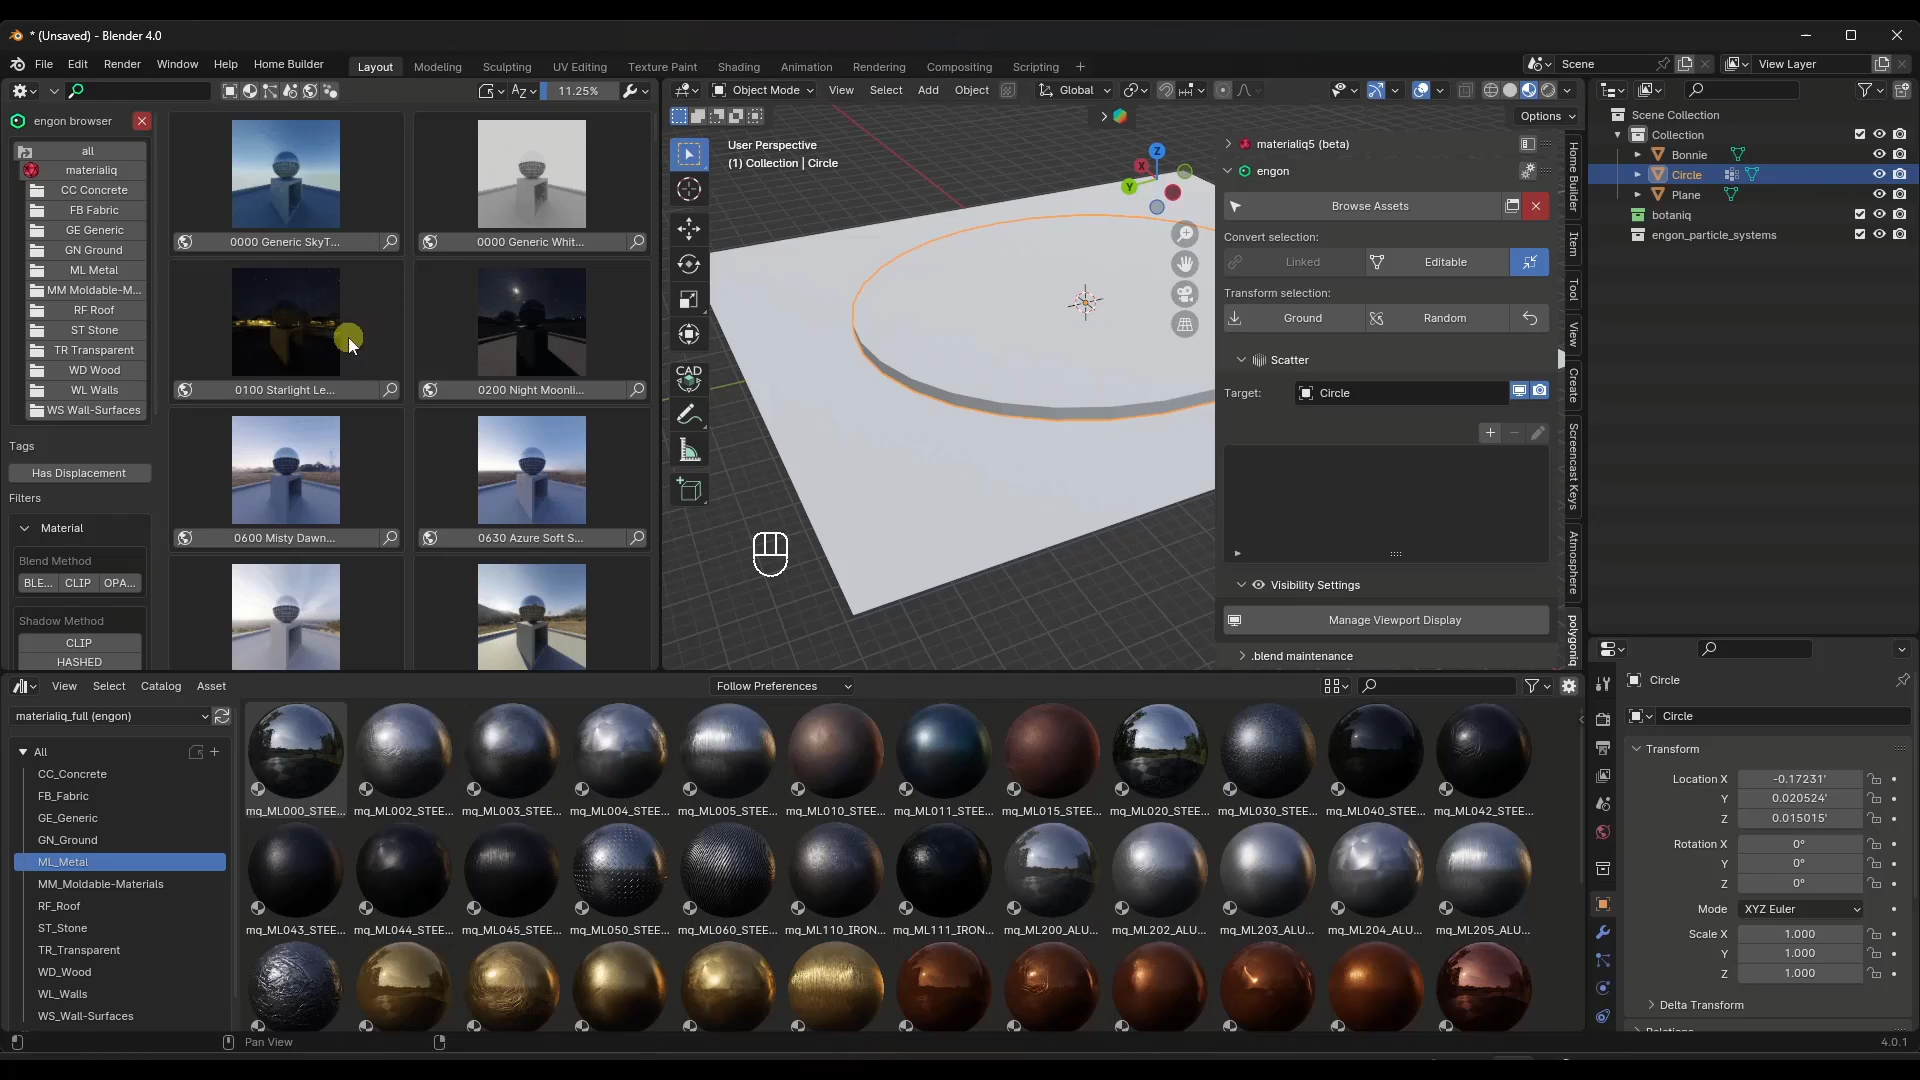 * (Unsaved) - Blender 4.0
File Edit Render Window Help Home Builder
Layout Modeling Sculpting UV Editing Texture Paint Shading Animation Rendering Compositing Scripting +
Scene
View Layer
11.25%
Object Mode View Select Add Object Global
Options
engon browser
all
materialiq
CC Concrete
FB Fabric
GE Generic
GN Ground
ML Metal
MM Moldable-M...
RF Roof
ST Stone
TR Transparent
WD Wood
WL Walls
WS Wall-Surfaces
Tags
Has Displacement
Filters
Material
Blend Method
BLE... CLIP OPA...
Shadow Method
CLIP
HASHED
0000 Generic SkyT...
0000 Generic Whit...
0100 Starlight Le...
0200 Night Moonli...
0600 Misty Dawn...
0630 Azure Soft S...
User Perspective
(1) Collection | Circle
Z
X
Y
CAD
materialiq5 (beta)
engon
Browse Assets
Convert selection:
Linked
Editable
Transform selection:
Ground
Random
Scatter
Target:
Circle
Visibility Settings
Manage Viewport Display
.blend maintenance
Home Builder
Item
Tool
View
Create
Screencast Keys
Atmosphere
polygoniq
Scene Collection
Collection
Bonnie
Circle
Plane
botaniq
engon_particle_systems
View Select Catalog Asset
Follow Preferences
materialiq_full (engon)
All
CC_Concrete
FB_Fabric
GE_Generic
GN_Ground
ML_Metal
MM_Moldable-Materials
RF_Roof
ST_Stone
TR_Transparent
WD_Wood
WL_Walls
WS_Wall-Surfaces
mq_ML000_STEE... mq_ML002_STEE... mq_ML003_STEE... mq_ML004_STEE... mq_ML005_STEE... mq_ML010_STEE... mq_ML011_STEE... mq_ML015_STEE... mq_ML020_STEE... mq_ML030_STEE... mq_ML040_STEE... mq_ML042_STEE...
mq_ML043_STEE... mq_ML044_STEE... mq_ML045_STEE... mq_ML050_STEE... mq_ML060_STEE... mq_ML110_IRON... mq_ML111_IRON... mq_ML200_ALU... mq_ML202_ALU... mq_ML203_ALU... mq_ML204_ALU... mq_ML205_ALU...
Circle
Circle
Transform
Location X -0.17231'
Y 0.020524'
Z 0.015015'
Rotation X 0°
Y 0°
Z 0°
Mode XYZ Euler
Scale X 1.000
Y 1.000
Z 1.000
Delta Transform
Pan View
4.0.1